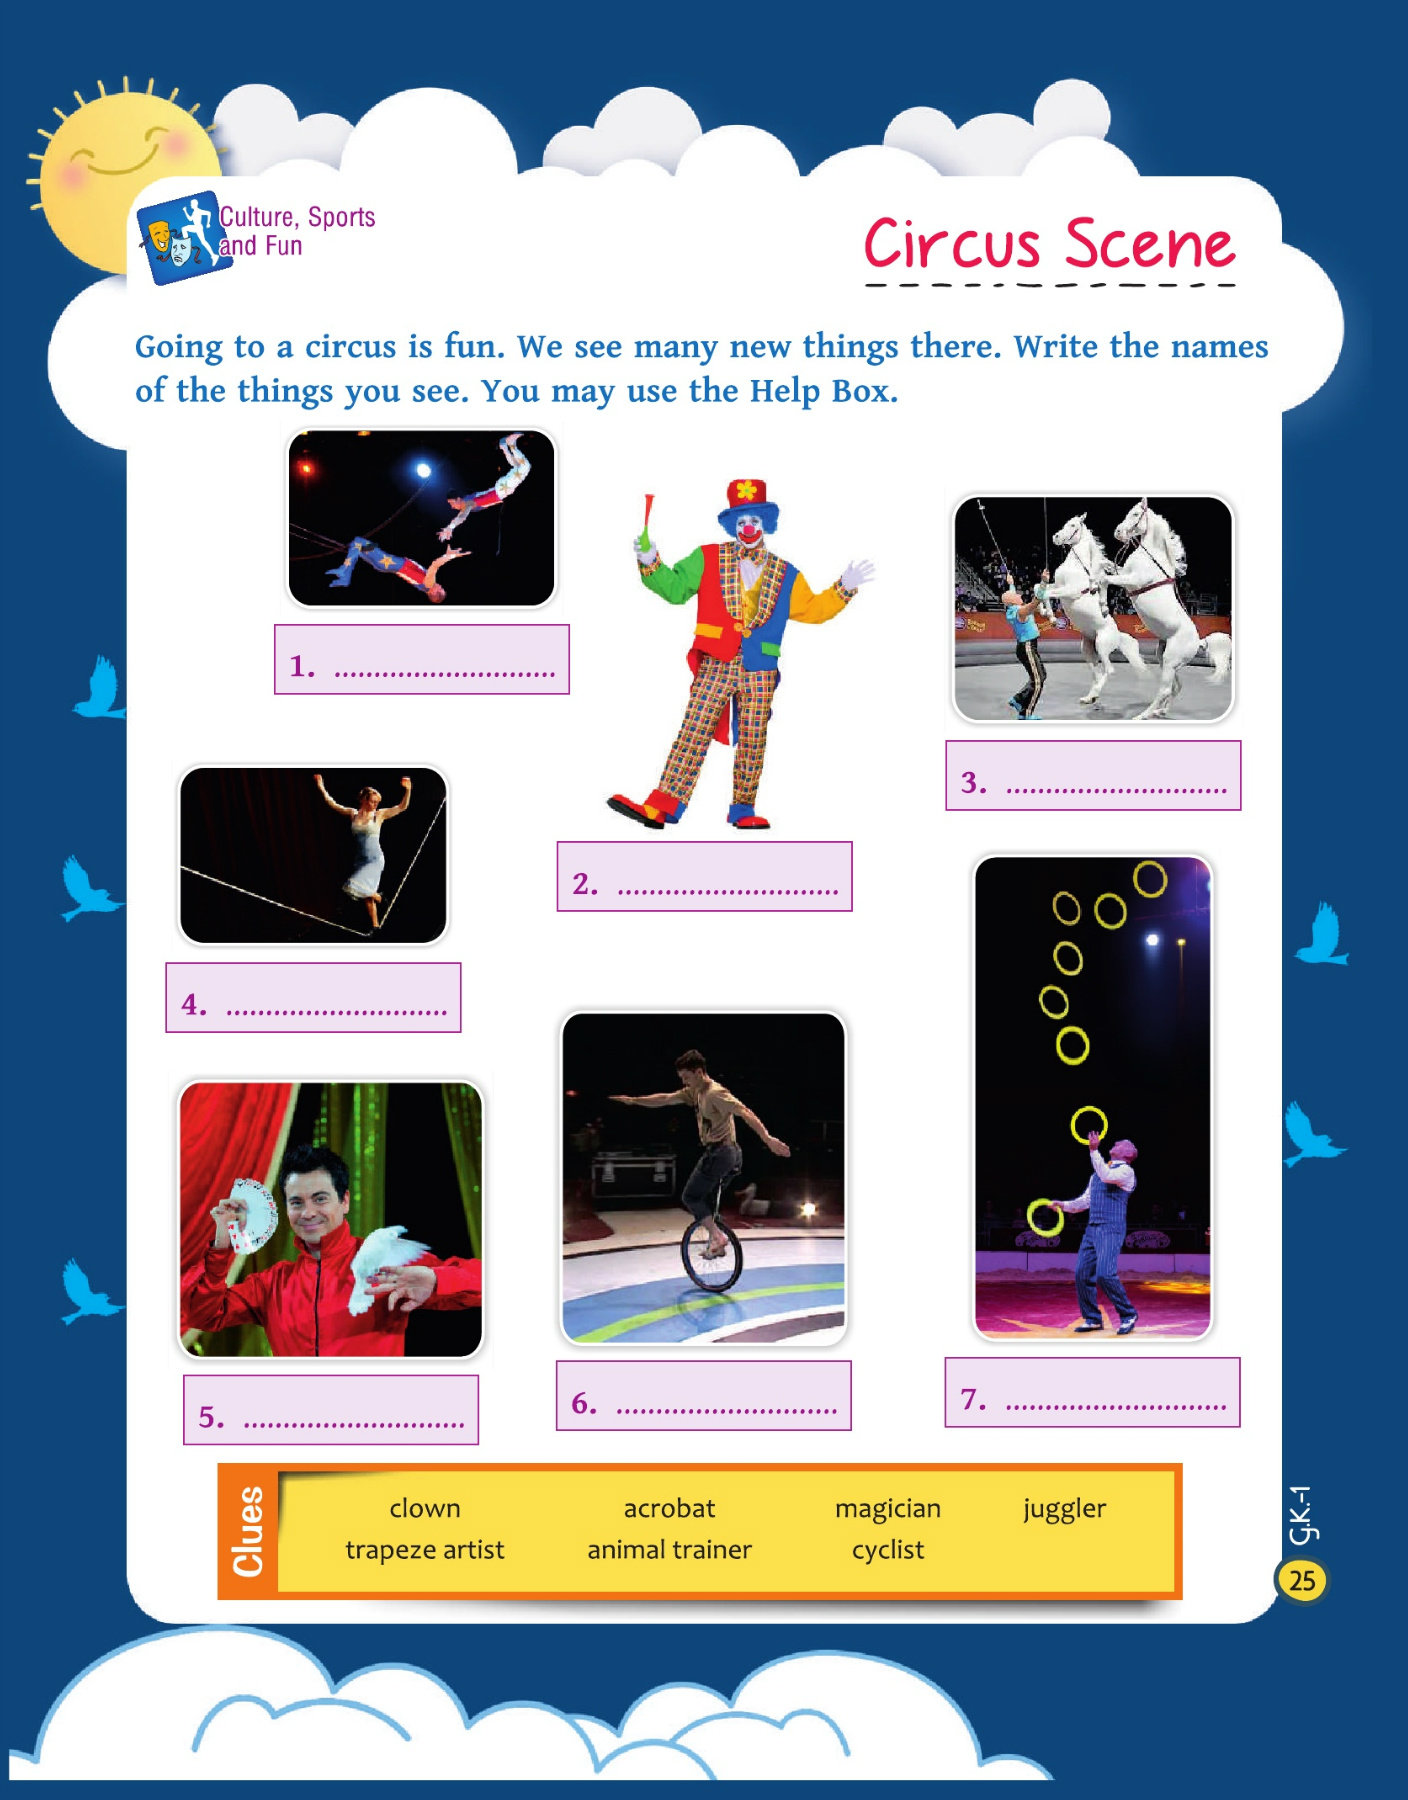 Culture, Sports
and Fun
Circus Scene
Going to a circus is fun. We see many new things there. Write the names
of the things you see. You may use the Help Box.
1. ............................
2. ............................
3. ............................
4. ............................
5. ............................
6. ............................
7. ............................
Clues
clown acrobat magician juggler
trapeze artist animal trainer cyclist
G.K.-1
25